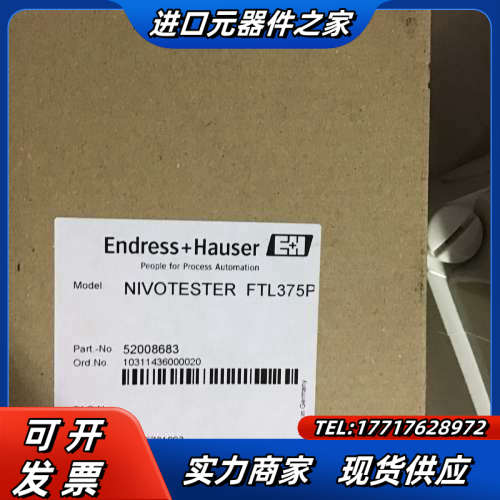 进口元器件之家
Endress+Hauser E+H
People for Process Automation
Model NIVOTESTER FTL375P
Part.-No 52008683
Ord.No. 10311436000020
Germany
TEL:17717628972
可开
发票
实力商家 现货供应